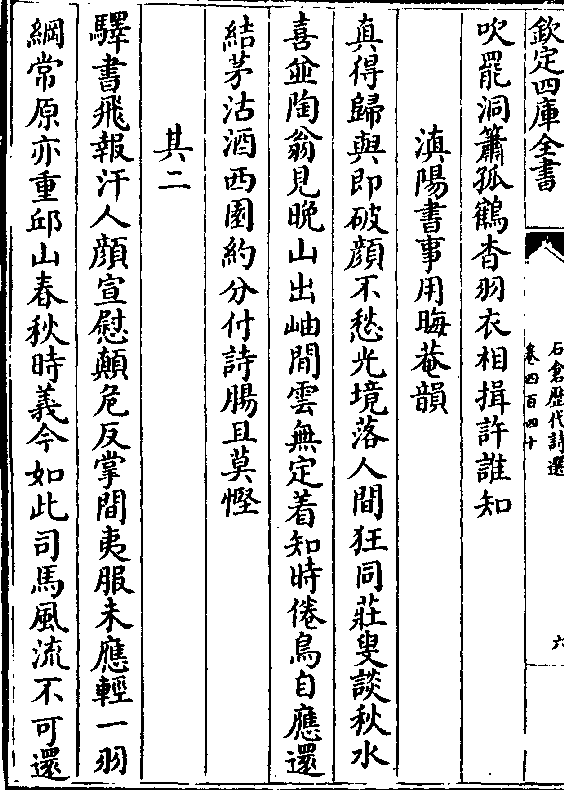 欽定四庫全書
石倉歷代詩選
卷四百四十
六
吹罷洞簫孤鶴杳羽衣相揖許誰知
滇陽書事用晦菴韻
真得歸與即破顔不愁光境落人間狂同莊叟談秋水
喜並陶翁見晚山出岫閒雲無定着知時倦鳥自應還
結茅沽酒西園約分付詩腸且莫慳
其二
驛書飛報汗人顔宣慰顛危反掌間夷服未應輕一羽
綱常原亦重邱山春秋時義今如此司馬風流不可還